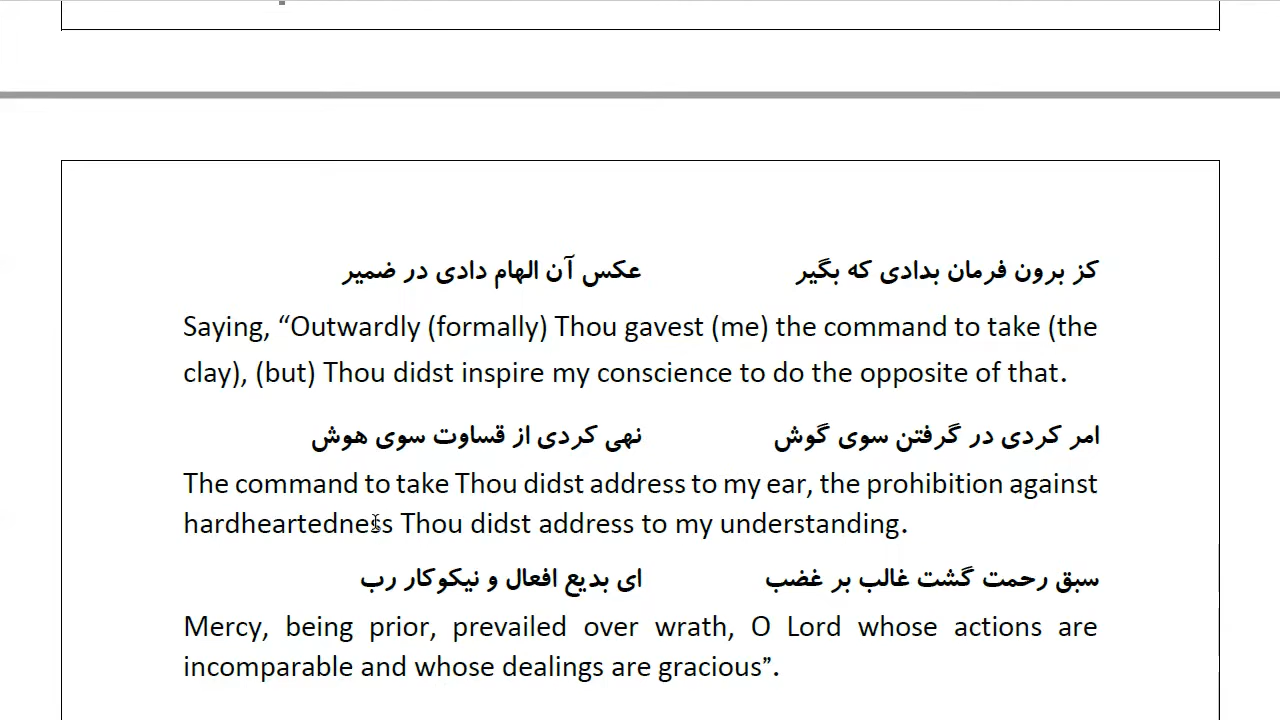 کز برون فرمان بدادی که بگیر عکس آن الهام دادی در ضمیر
Saying, “Outwardly (formally) Thou gavest (me) the command to take (the
clay), (but) Thou didst inspire my conscience to do the opposite of that.
امر کردی در گرفتن سوی گوش نهی کردی از قساوت سوی هوش
The command to take Thou didst address to my ear, the prohibition against
hardheartedness Thou didst address to my understanding.
سبق رحمت گشت غالب بر غضب ای بدیع افعال و نیکوکار رب
Mercy, being prior, prevailed over wrath, O Lord whose actions are
incomparable and whose dealings are gracious”.